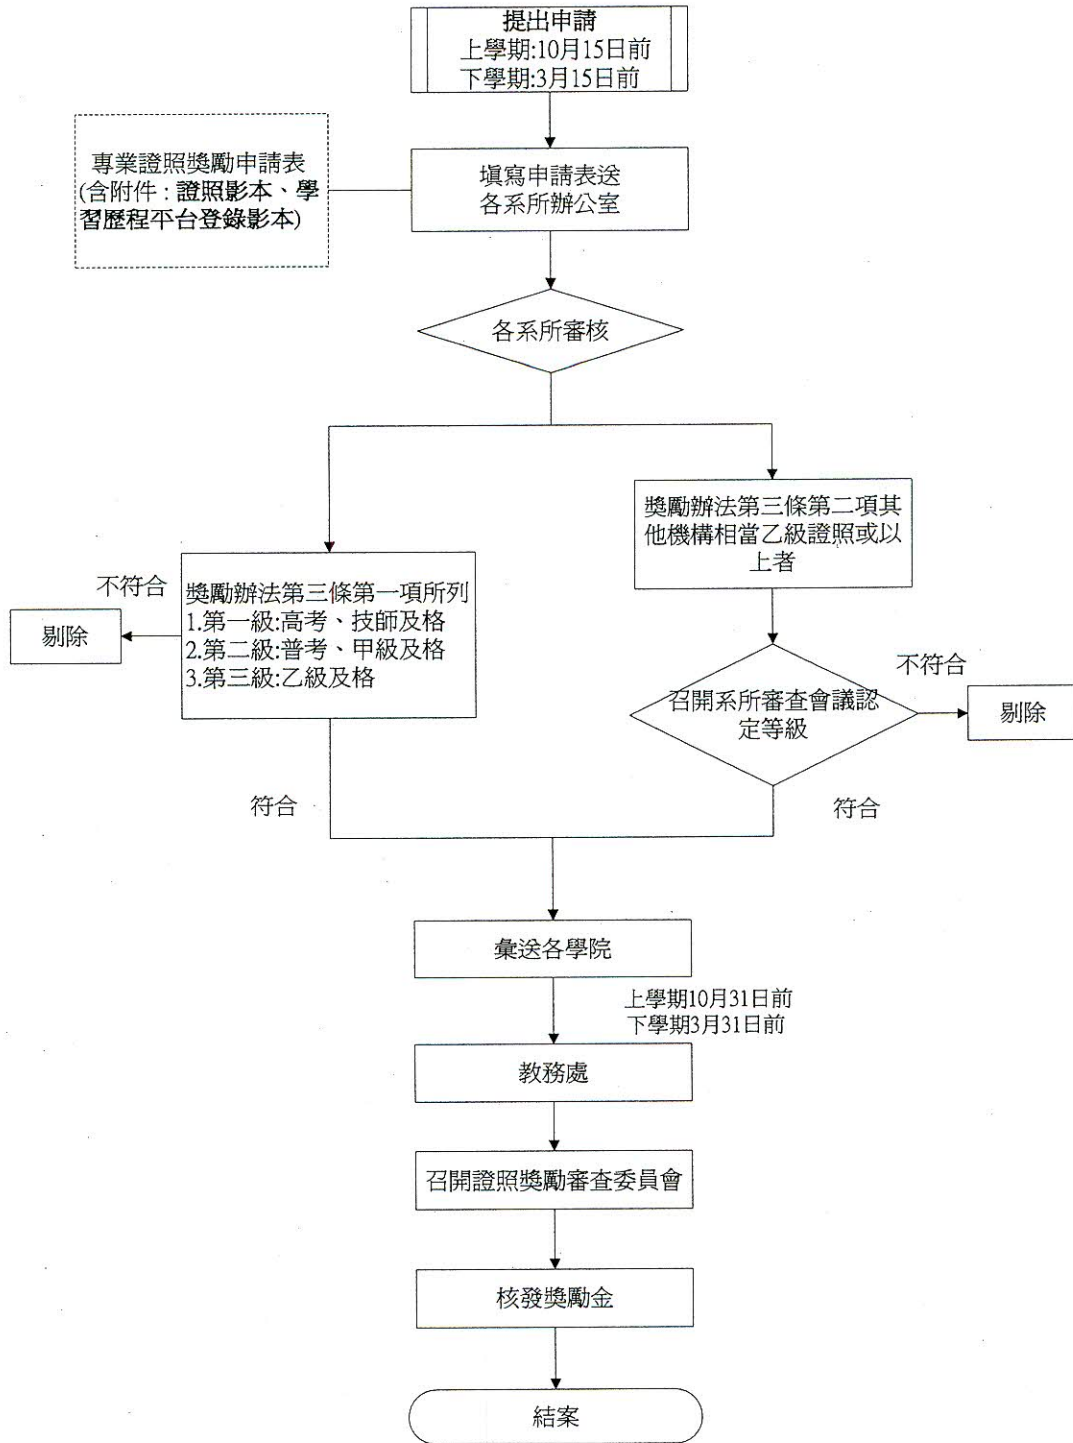 提出申請
上學期:10月15日前
下學期:3月15日前
專業證照獎勵申請表
(含附件:證照影本、學
習歷程平台登錄影本)
填寫申請表送
各系所辦公室
各系所審核
獎勵辦法第三條第二項其
他機構相當乙級證照或以
上者
不符合
剔除
獎勵辦法第三條第一項所列
1.第一級:高考、技師及格
2.第二級:普考、甲級及格
3.第三級:乙級及格
召開系所審查會議認
定等級
不符合
剔除
符合
符合
彙送各學院
上學期10月31日前
下學期3月31日前
教務處
召開證照獎勵審查委員會
核發獎勵金
結案